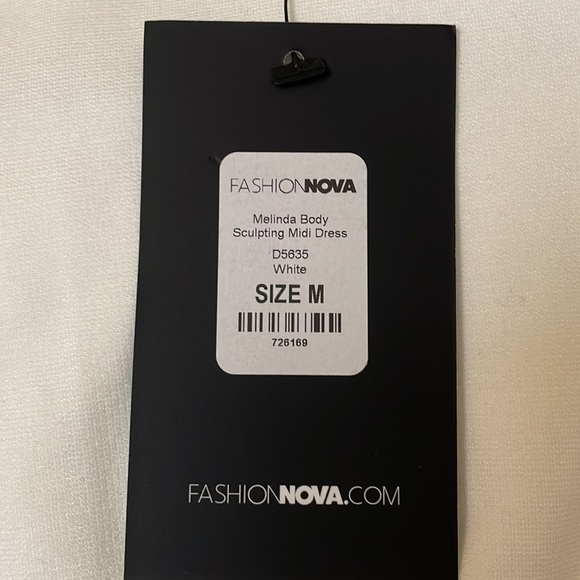 FASHIONNOVA
Melinda Body
Sculpting Midi Dress
D5635
White
SIZE M
726169
FASHIONNOVA.COM